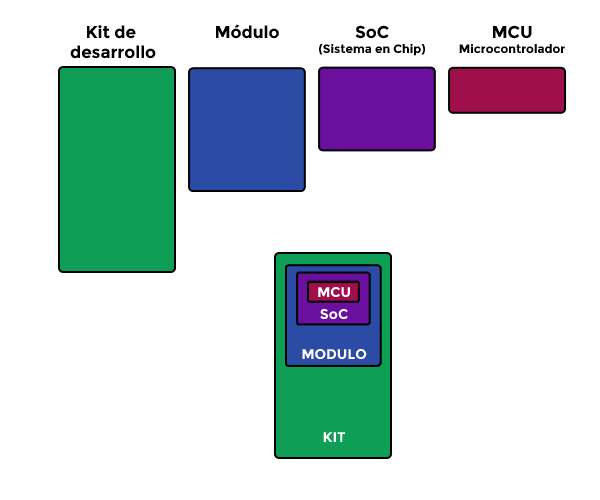 Kit de
desarrollo
Módulo
SoC
(Sistema en Chip)
MCU
Microcontrolador
MCU
SoC
MODULO
KIT